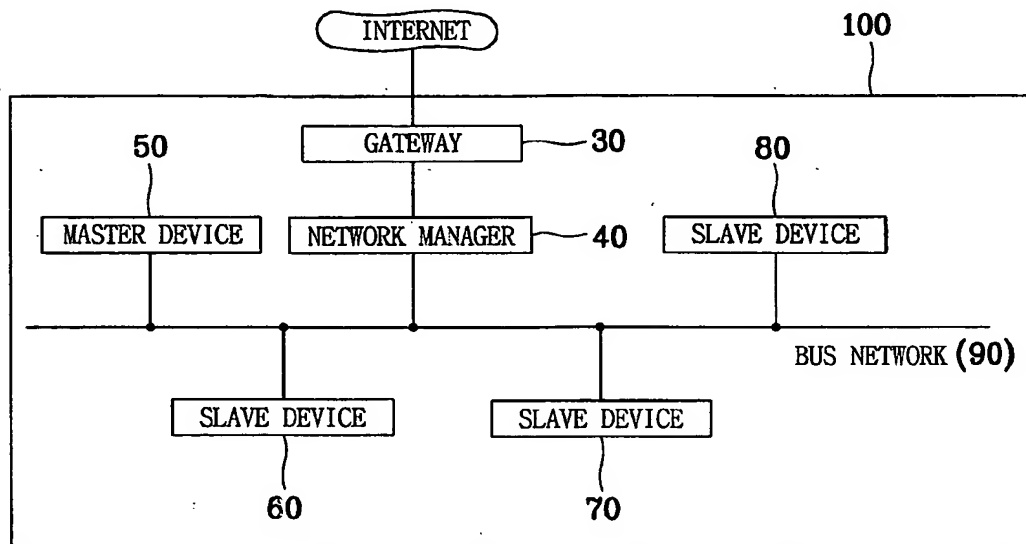 INTERNET
100
GATEWAY
30
50
80
MASTER DEVICE
NETWORK MANAGER
40
SLAVE DEVICE
BUS NETWORK (90)
SLAVE DEVICE
SLAVE DEVICE
60
70